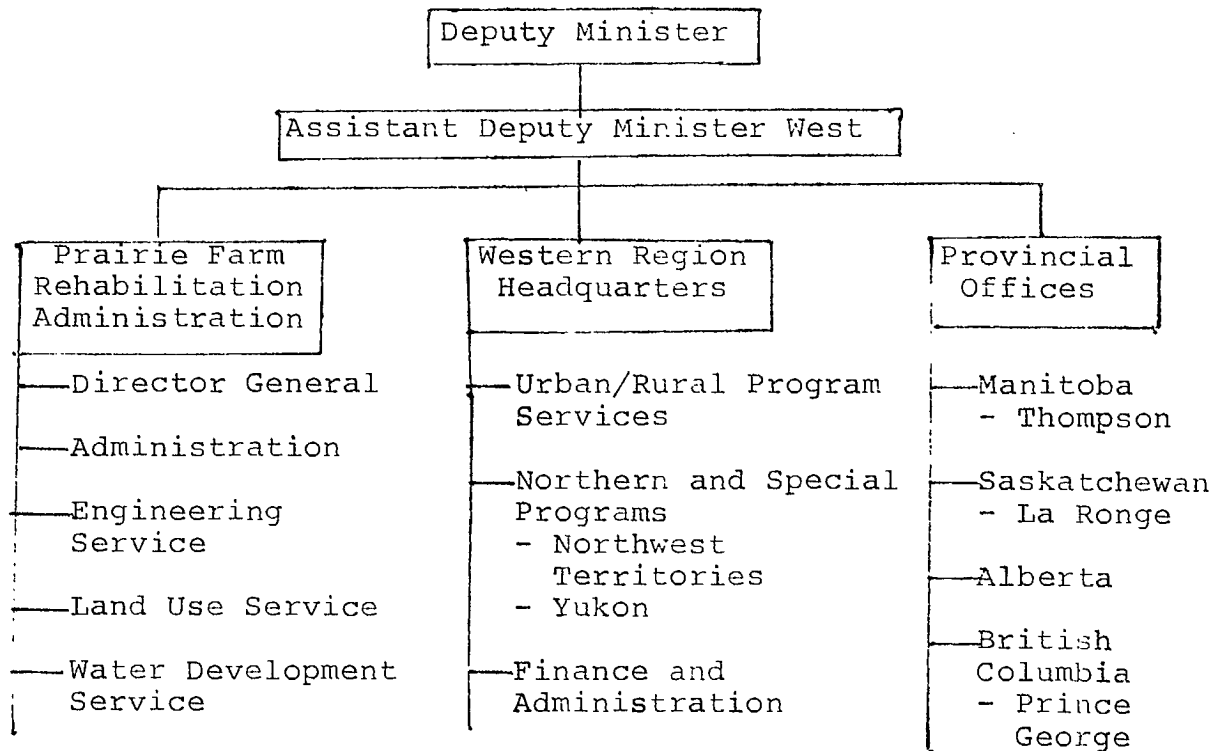 Deputy Minister
Assistant Deputy Minister West
Prairie Farm
Rehabilitation
Administration
Director General
Administration
Engineering
Service
Land Use Service
Water Development
Service
Western Region
Headquarters
Urban/Rural Program
Services
Northern and Special
Programs
- Northwest
Territories
- Yukon
Finance and
Administration
Provincial
Offices
Manitoba
- Thompson
Saskatchewan
- La Ronge
Alberta
British
Columbia
- Prince
George